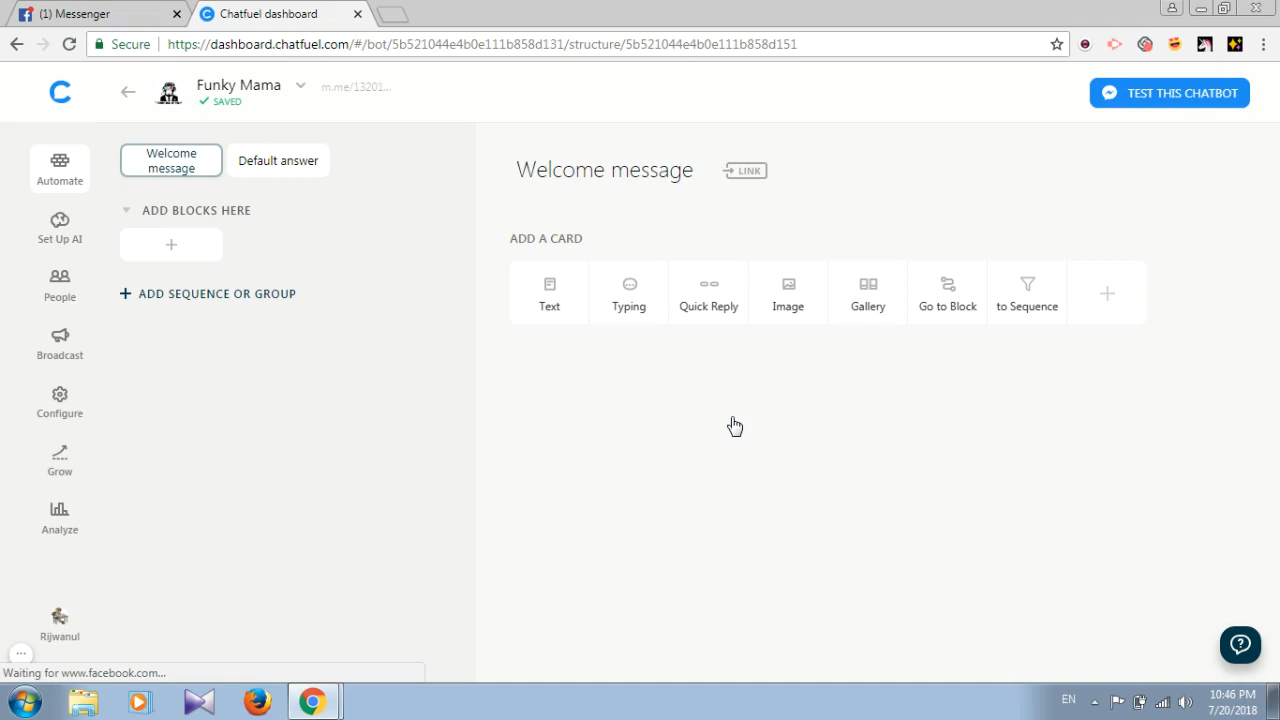 (1) Messenger
Chatfuel dashboard
Secure
https://dashboard.chatfuel.com/#/bot/5b521044e4b0e111b858d131/structure/5b521044e4b0e111b858d151
Funky Mama
m.me/13201...
SAVED
TEST THIS CHATBOT
Automate
Set Up AI
People
Broadcast
Configure
Grow
Analyze
Rijwanul
Welcome
message
Default answer
ADD BLOCKS HERE
ADD SEQUENCE OR GROUP
Welcome message
LINK
ADD A CARD
Text
Typing
Quick Reply
Image
Gallery
Go to Block
to Sequence
Waiting for www.facebook.com...
EN
10:46 PM
7/20/2018